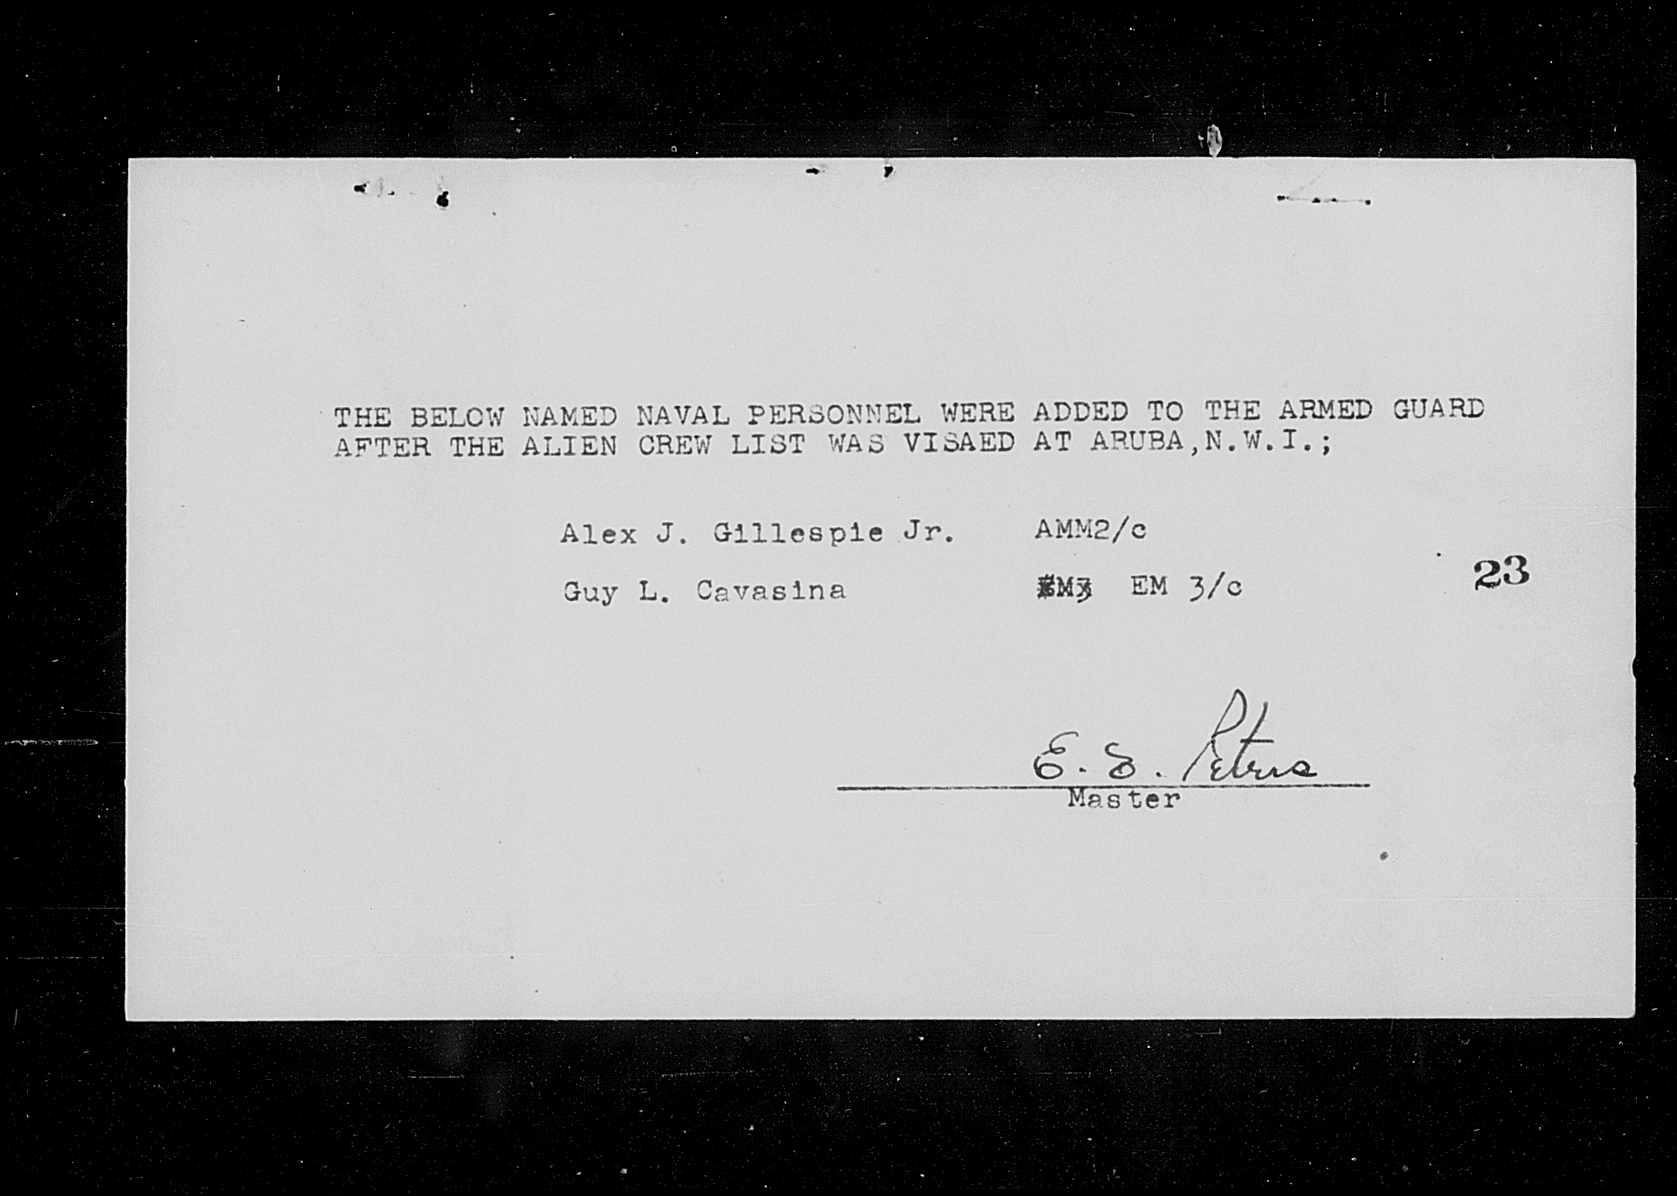 THE BELOW NAMED NAVAL PERSONNEL WERE ADDED TO THE ARMED GUARD
AFTER THE ALIEN CREW LIST WAS VISAED AT ARUBA,N.W.I.;
Alex J. Gillespie Jr. AMM2/c
Guy L. Cavasina EM 3/c
23
E. S. Peters
Master